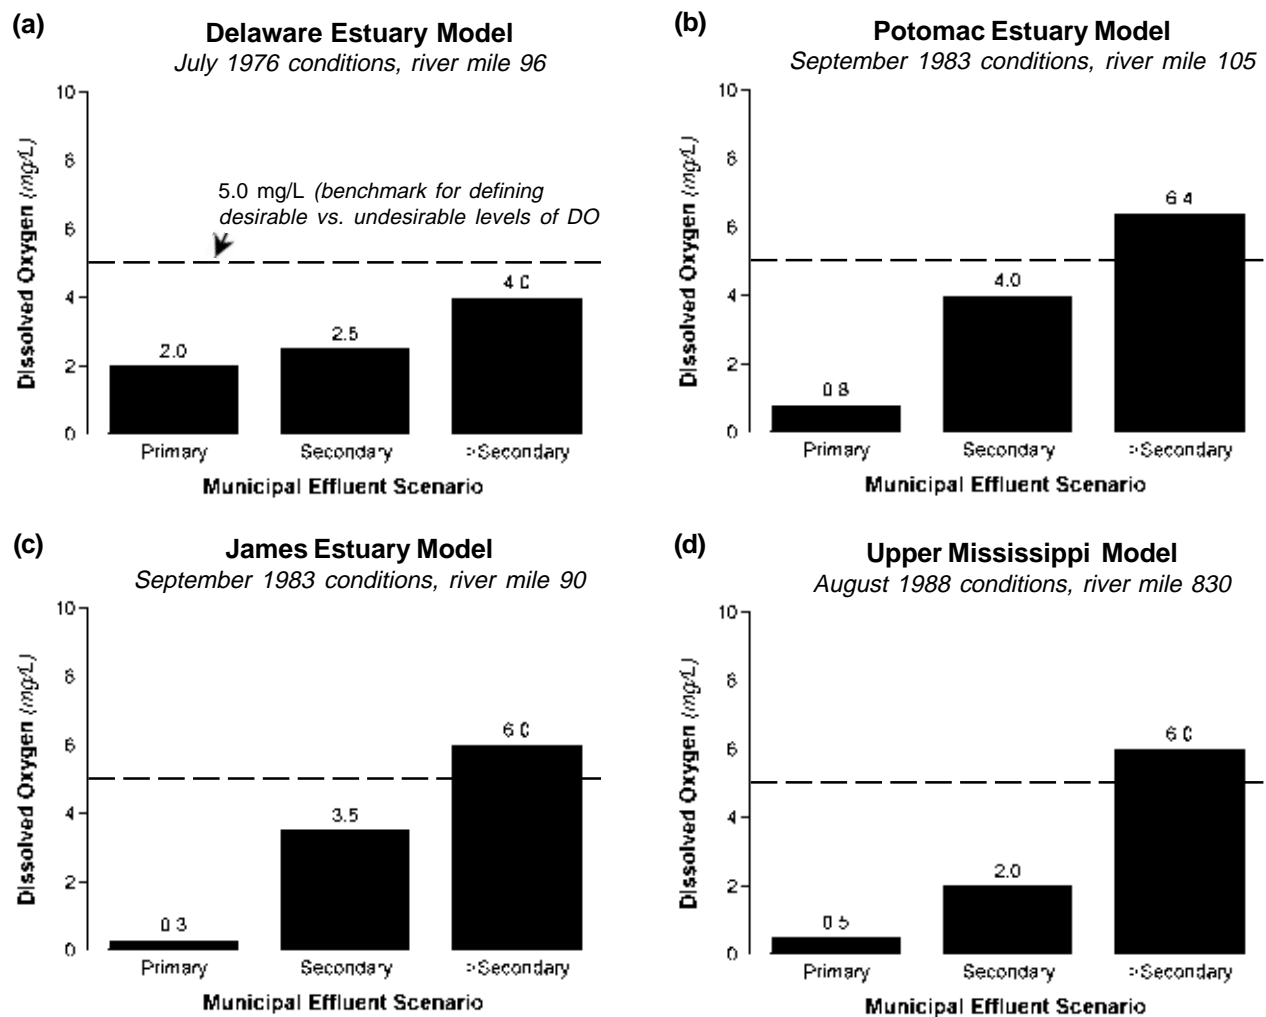 (a)
Delaware Estuary Model
July 1976 conditions, river mile 96
Dissolved Oxygen (mg/L)
10
8
6
4
2
0
5.0 mg/L (benchmark for defining
desirable vs. undesirable levels of DO
2.0
2.5
4.0
Primary
Secondary
>Secondary
Municipal Effluent Scenario
(b)
Potomac Estuary Model
September 1983 conditions, river mile 105
Dissolved Oxygen (mg/L)
10
8
6
4
2
0
0.8
4.0
6.4
Primary
Secondary
>Secondary
Municipal Effluent Scenario
(c)
James Estuary Model
September 1983 conditions, river mile 90
Dissolved Oxygen (mg/L)
10
8
6
4
2
0
0.3
3.5
6.0
Primary
Secondary
>Secondary
Municipal Effluent Scenario
(d)
Upper Mississippi Model
August 1988 conditions, river mile 830
Dissolved Oxygen (mg/L)
10
8
6
4
2
0
0.5
2.0
6.0
Primary
Secondary
>Secondary
Municipal Effluent Scenario